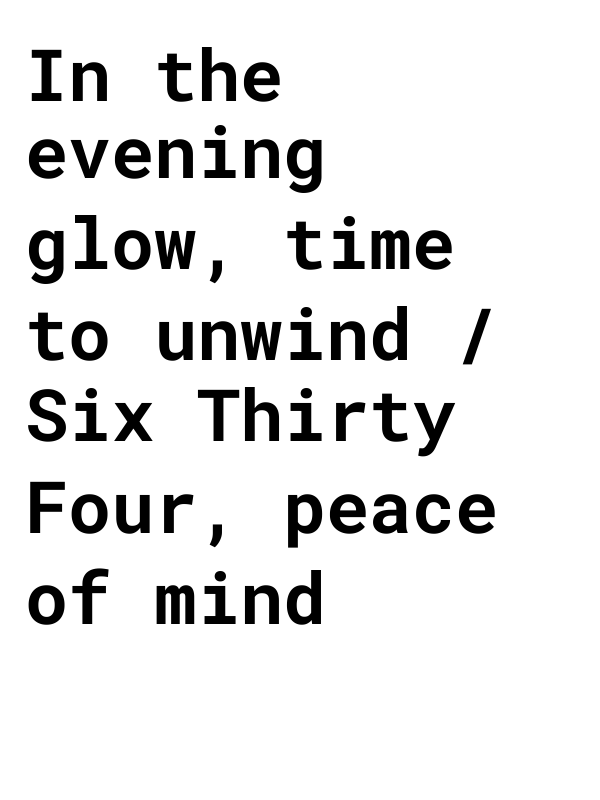 In the
evening
glow, time
to unwind /
Six Thirty
Four, peace
of mind